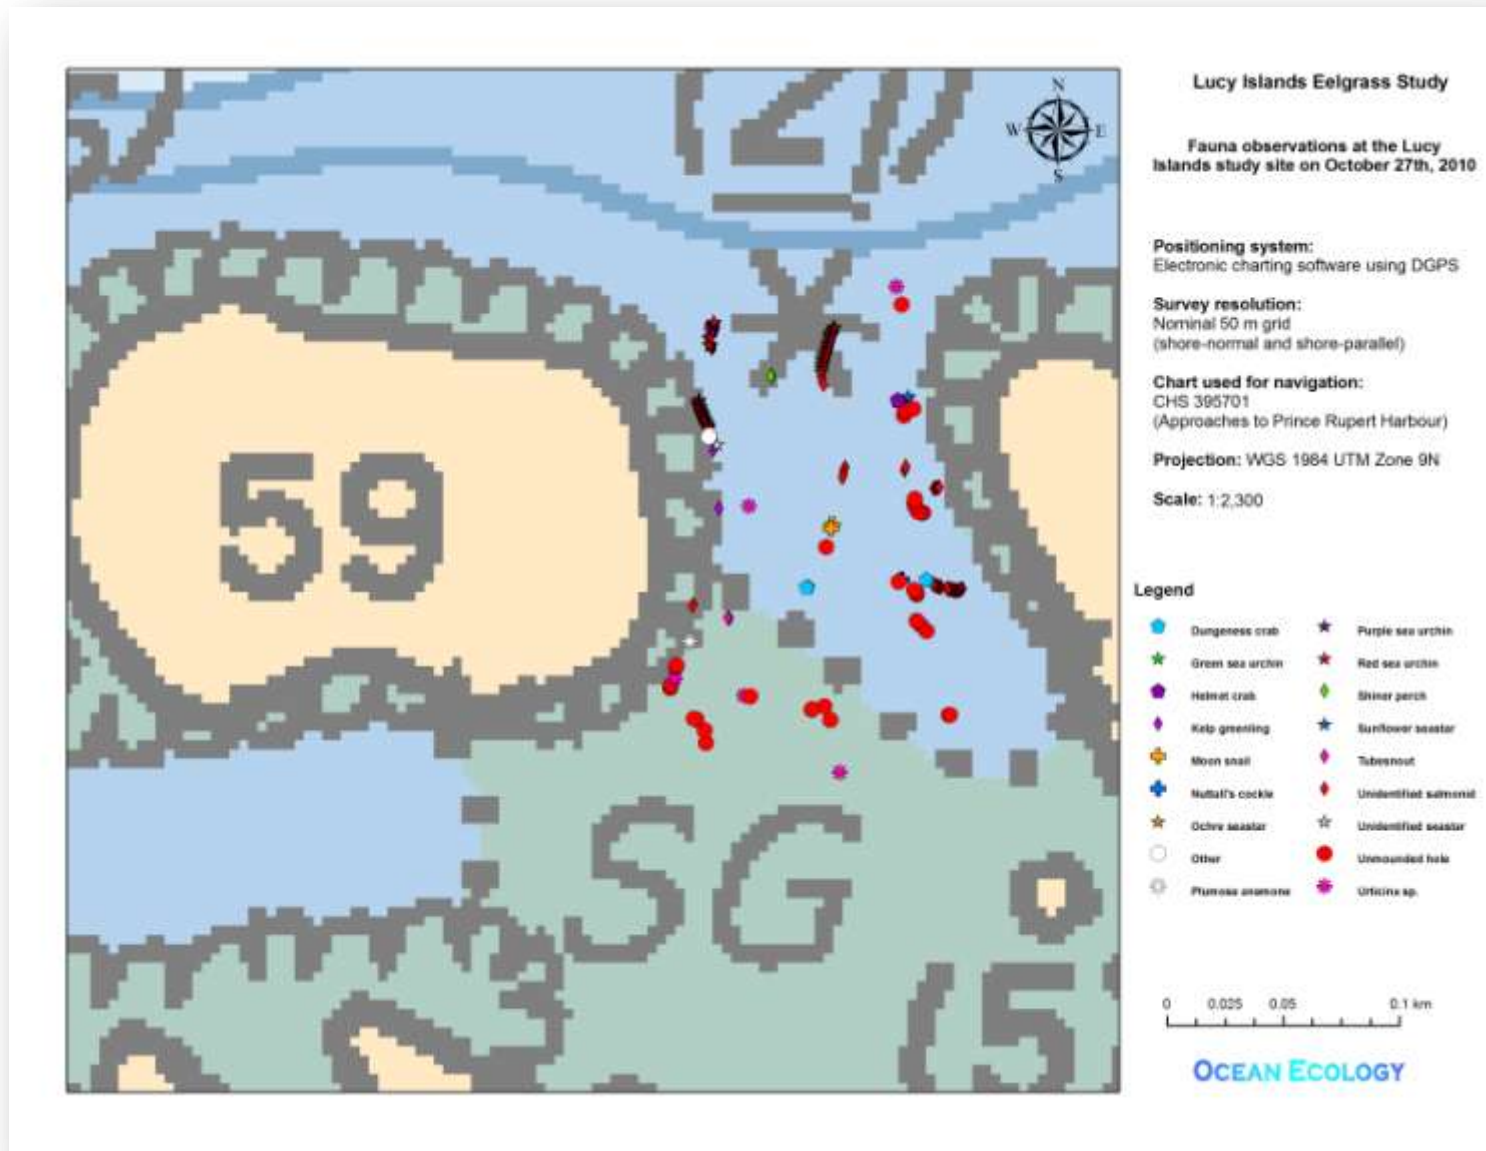 Lucy Islands Eelgrass Study
Fauna observations at the Lucy
Islands study site on October 27th, 2010
Positioning system:
Electronic charting software using DGPS
Survey resolution:
Nominal 50 m grid
(shore-normal and shore-parallel)
Chart used for navigation:
CHS 395701
(Approaches to Prince Rupert Harbour)
Projection: WGS 1984 UTM Zone 9N
Scale: 1:2,300
Legend
Dungeness crab
Green sea urchin
Helmet crab
Kelp greenling
Moon snail
Nuttall's cockle
Ochre seastar
Other
Plumose anemone
Purple sea urchin
Red sea urchin
Shiner perch
Sunflower seastar
Tubesnout
Unidentified salmonid
Unidentified seastar
Unmounded hole
Urticina sp.
0 0.025 0.05 0.1 km
OCEAN ECOLOGY
N
W E
S
59
SG
(5